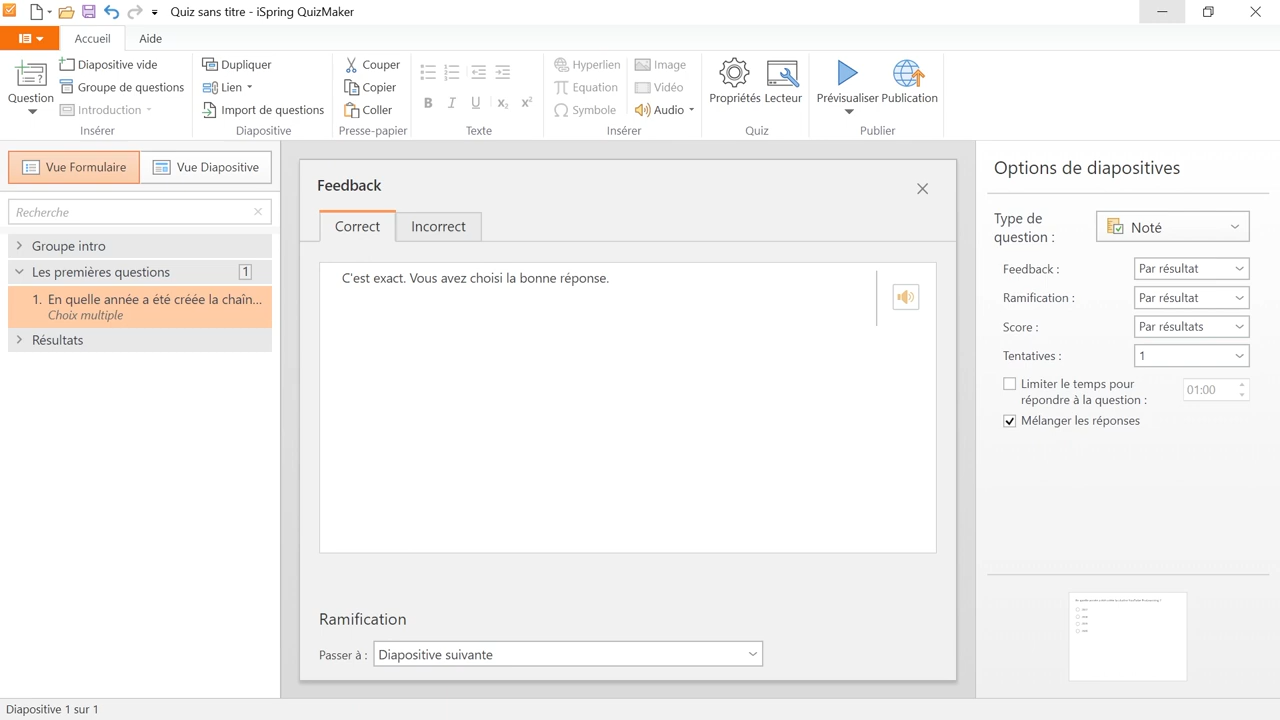 Quiz sans titre - iSpring QuizMaker
Accueil
Aide
Question
Diapositive vide
Groupe de questions
Introduction
Insérer
Dupliquer
Lien
Import de questions
Diapositive
Couper
Copier
Coller
Presse-papier
B I U x₂ x²
Texte
Hyperlien
Equation
Symbole
Image
Vidéo
Audio
Insérer
Propriétés
Lecteur
Quiz
Prévisualiser
Publication
Publier
Vue Formulaire
Vue Diapositive
Recherche
Groupe intro
Les premières questions
1
1. En quelle année a été créée la chaîn...
Choix multiple
Résultats
Feedback
Correct
Incorrect
C'est exact. Vous avez choisi la bonne réponse.
Ramification
Passer à :
Diapositive suivante
Options de diapositives
Type de
question :
Noté
Feedback :
Par résultat
Ramification :
Par résultat
Score :
Par résultats
Tentatives :
1
Limiter le temps pour
répondre à la question :
01:00
Mélanger les réponses
Diapositive 1 sur 1